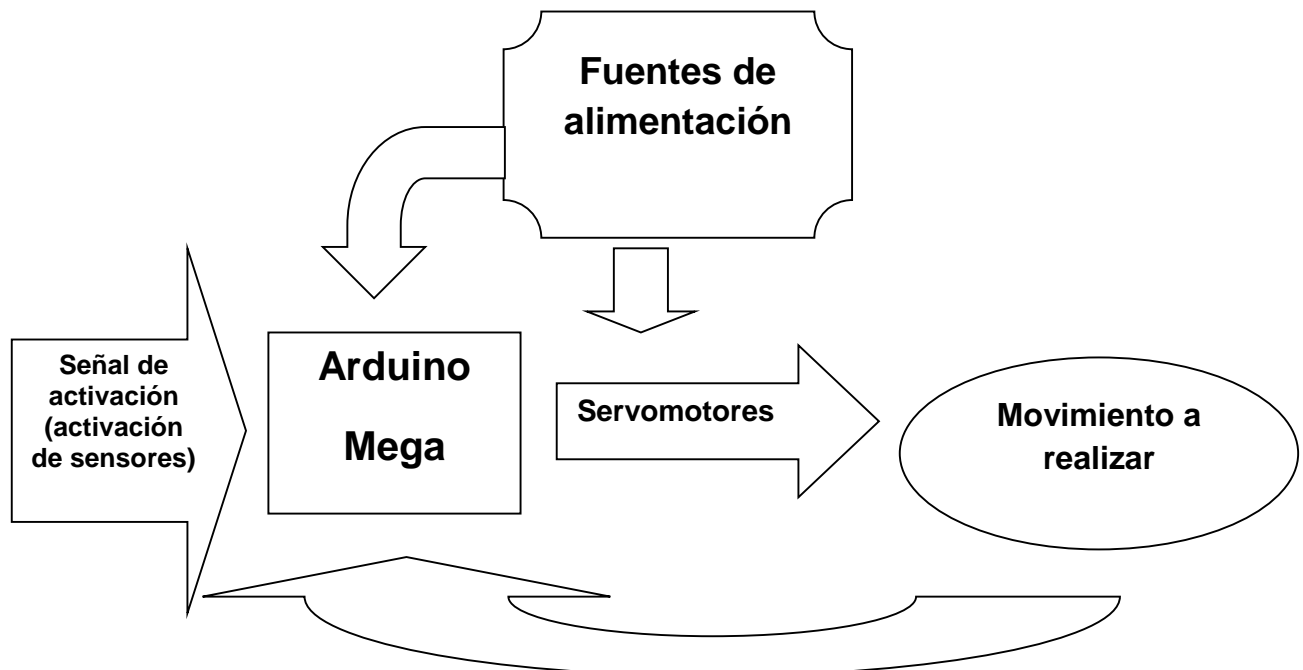 Fuentes de
alimentación
Señal de
activación
(activación
de sensores)
Arduino
Mega
Servomotores
Movimiento a
realizar